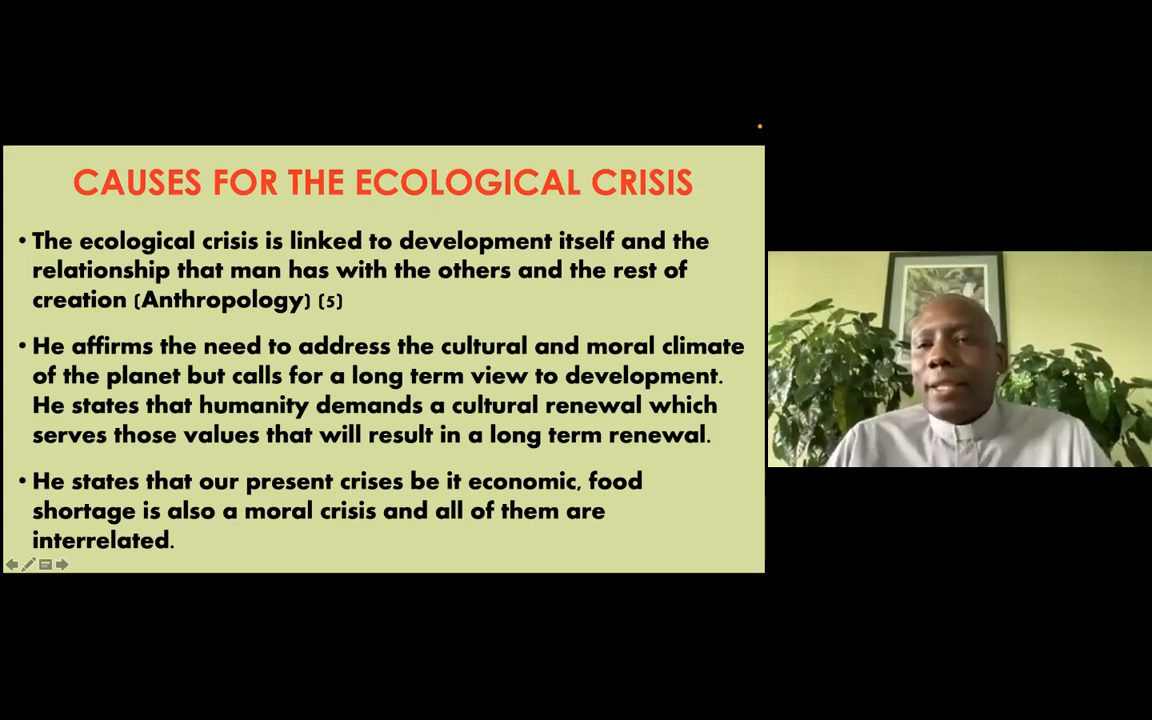 CAUSES FOR THE ECOLOGICAL CRISIS
• The ecological crisis is linked to development itself and the
relationship that man has with the others and the rest of
creation (Anthropology) (5)
• He affirms the need to address the cultural and moral climate
of the planet but calls for a long term view to development.
He states that humanity demands a cultural renewal which
serves those values that will result in a long term renewal.
• He states that our present crises be it economic, food
shortage is also a moral crisis and all of them are
interrelated.